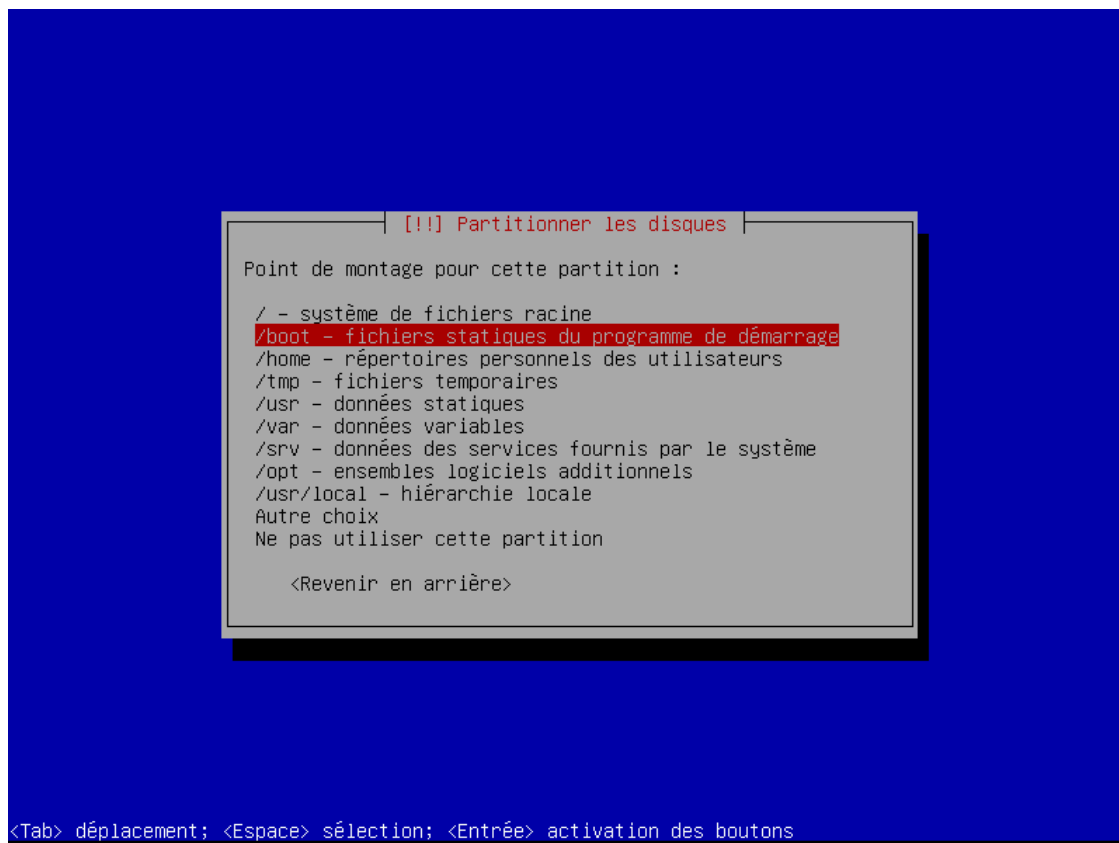 [!!] Partitionner les disques
Point de montage pour cette partition :
/ – système de fichiers racine
/boot – fichiers statiques du programme de démarrage
/home – répertoires personnels des utilisateurs
/tmp – fichiers temporaires
/usr – données statiques
/var – données variables
/srv – données des services fournis par le système
/opt – ensembles logiciels additionnels
/usr/local – hiérarchie locale
Autre choix
Ne pas utiliser cette partition
<Revenir en arrière>
<Tab> déplacement; <Espace> sélection; <Entrée> activation des boutons